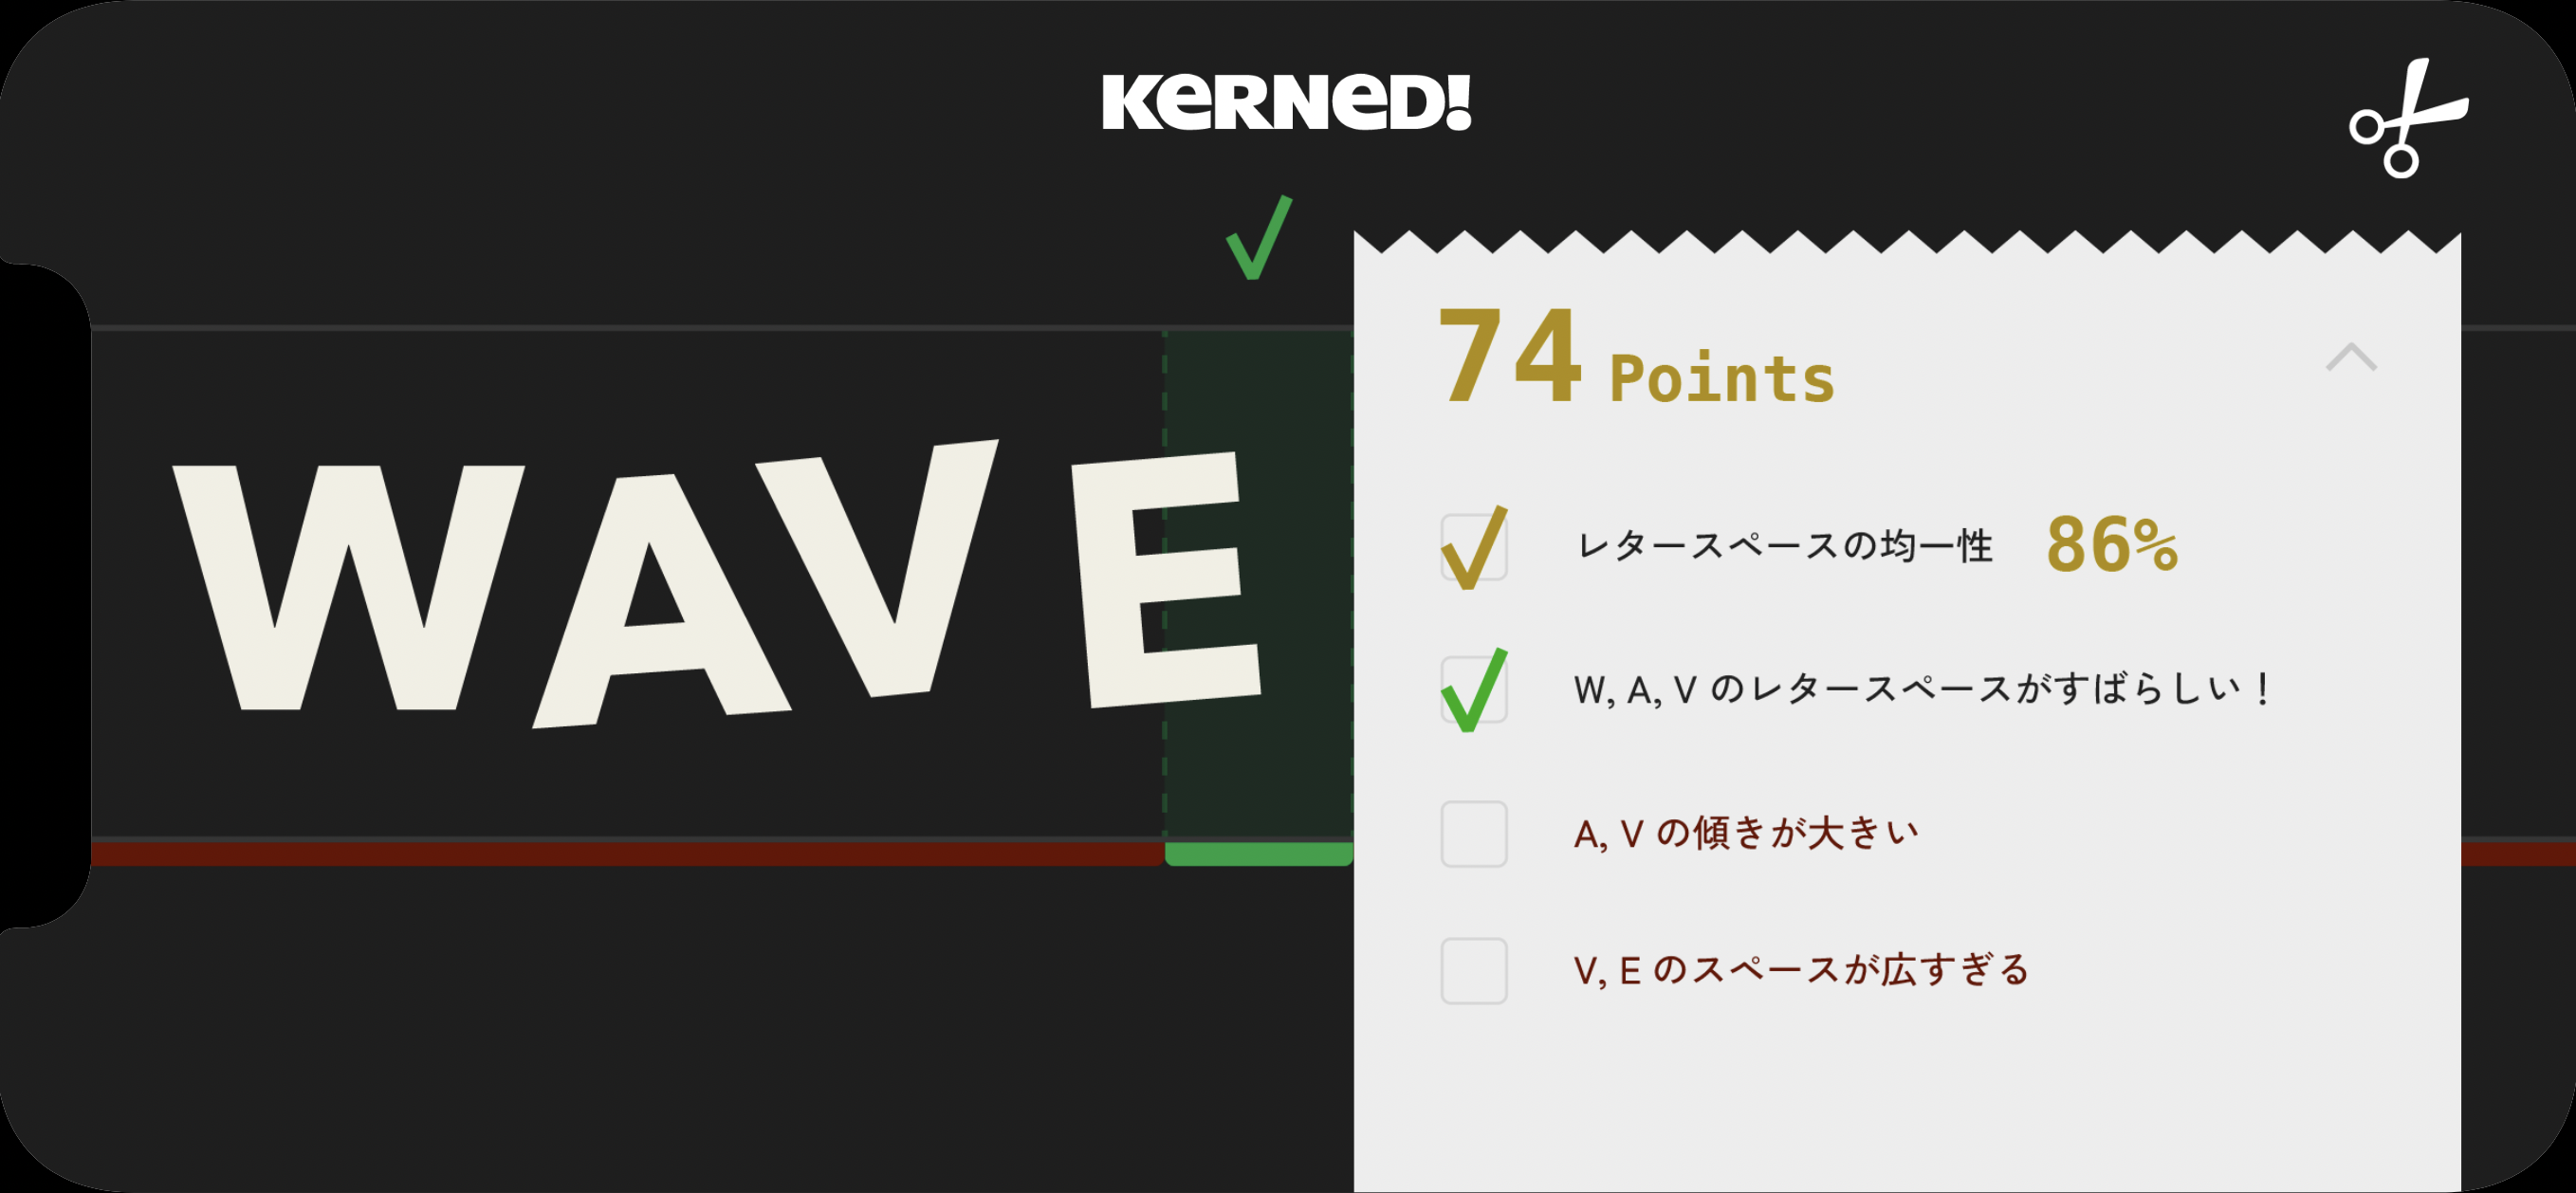 KeRNeD!
WAVE
74 Points
レタースペースの均一性 86%
W, A, V のレタースペースがすばらしい！
A, V の傾きが大きい
V, E のスペースが広すぎる